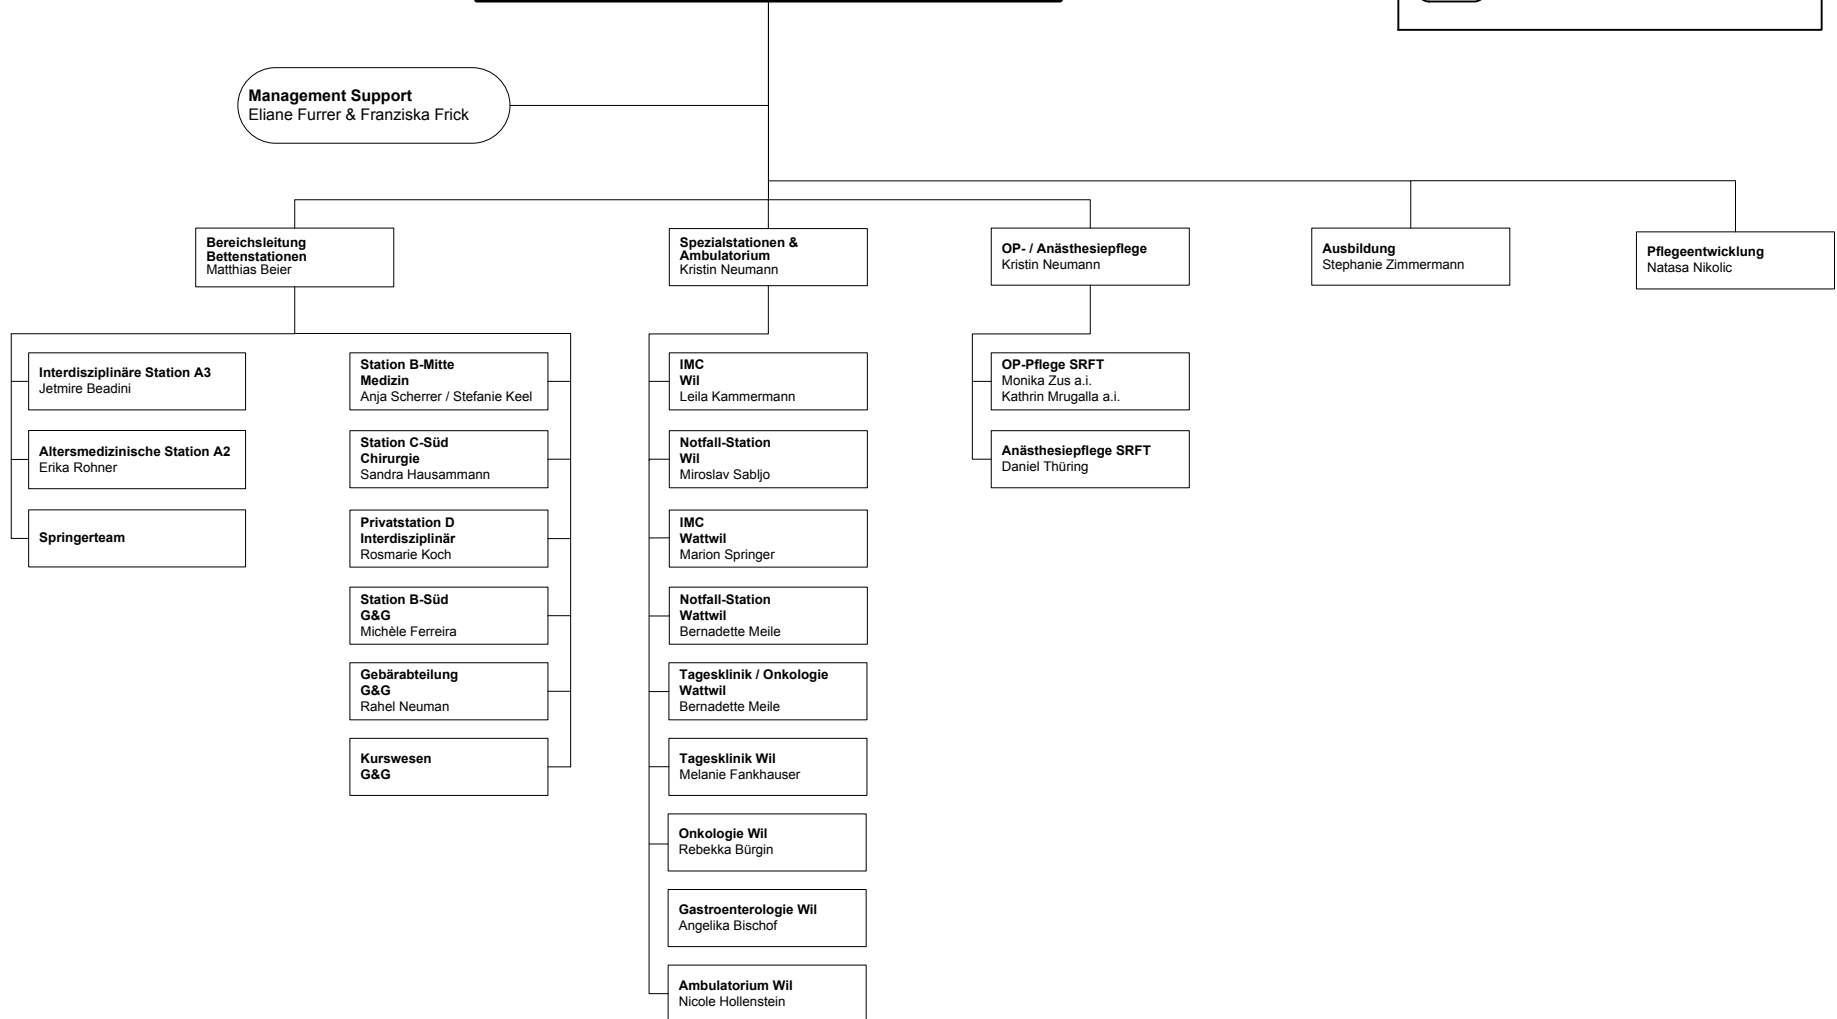 Management Support
Eliane Furrer & Franziska Frick
Bereichsleitung
Bettenstationen
Matthias Beier
Spezialstationen &
Ambulatorium
Kristin Neumann
OP- / Anästhesiepflege
Kristin Neumann
Ausbildung
Stephanie Zimmermann
Pflegeentwicklung
Natasa Nikolic
Interdisziplinäre Station A3
Jetmire Beadini
Altersmedizinische Station A2
Erika Rohner
Springerteam
Station B-Mitte
Medizin
Anja Scherrer / Stefanie Keel
Station C-Süd
Chirurgie
Sandra Hausammann
Privatstation D
Interdisziplinär
Rosmarie Koch
Station B-Süd
G&G
Michèle Ferreira
Gebärabteilung
G&G
Rahel Neuman
Kurswesen
G&G
IMC
Wil
Leila Kammermann
Notfall-Station
Wil
Miroslav Sabljo
IMC
Wattwil
Marion Springer
Notfall-Station
Wattwil
Bernadette Meile
Tagesklinik / Onkologie
Wattwil
Bernadette Meile
Tagesklinik Wil
Melanie Fankhauser
Onkologie Wil
Rebekka Bürgin
Gastroenterologie Wil
Angelika Bischof
Ambulatorium Wil
Nicole Hollenstein
OP-Pflege SRFT
Monika Zus a.i.
Kathrin Mrugalla a.i.
Anästhesiepflege SRFT
Daniel Thüring